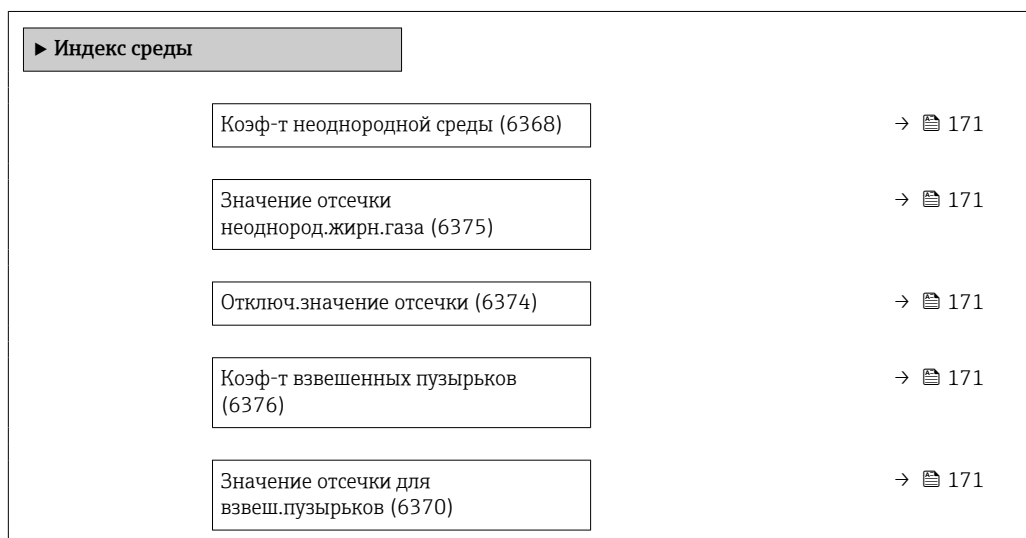 ▶ Индекс среды
Коэф-т неоднородной среды (6368) → 171
Значение отсечки → 171
неоднород.жирн.газа (6375)
Отключ.значение отсечки (6374) → 171
Коэф-т взвешенных пузырьков → 171
(6376)
Значение отсечки для → 171
взвеш.пузырьков (6370)